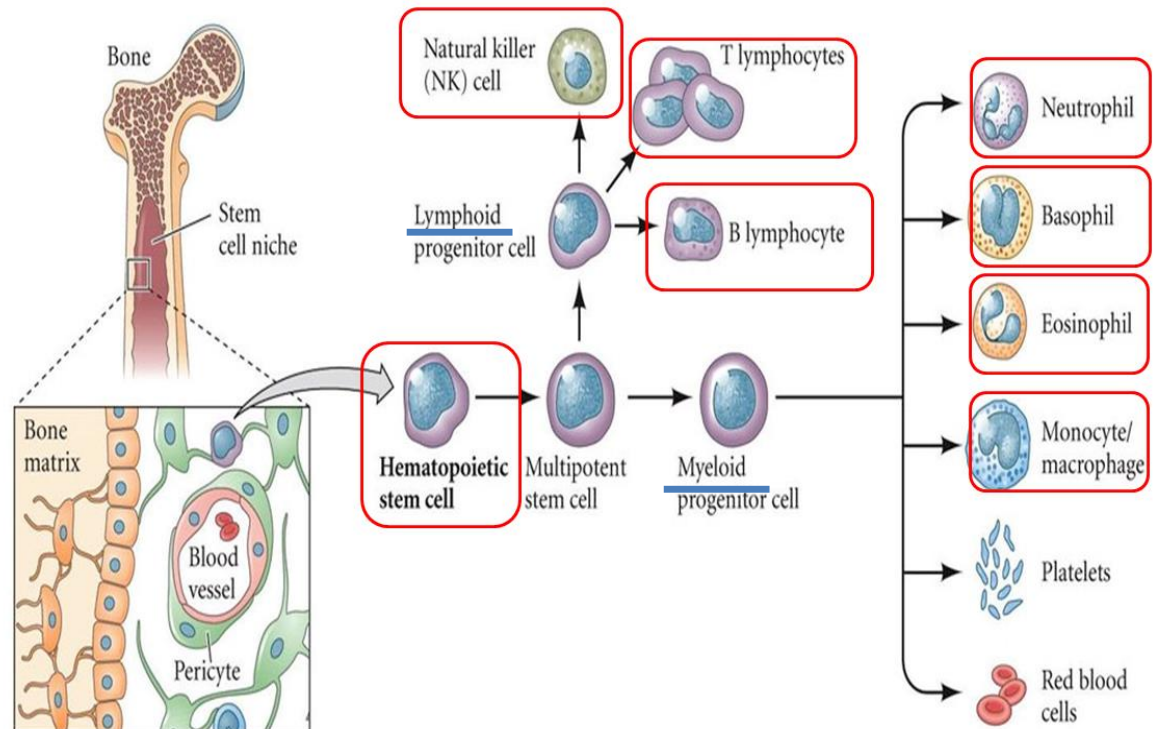 Bone
Stem
cell niche
Bone
matrix
Blood
vessel
Pericyte
Natural killer
(NK) cell
T lymphocytes
Lymphoid
progenitor cell
B lymphocyte
Hematopoietic
stem cell
Multipotent
stem cell
Myeloid
progenitor cell
Neutrophil
Basophil
Eosinophil
Monocyte/
macrophage
Platelets
Red blood
cells